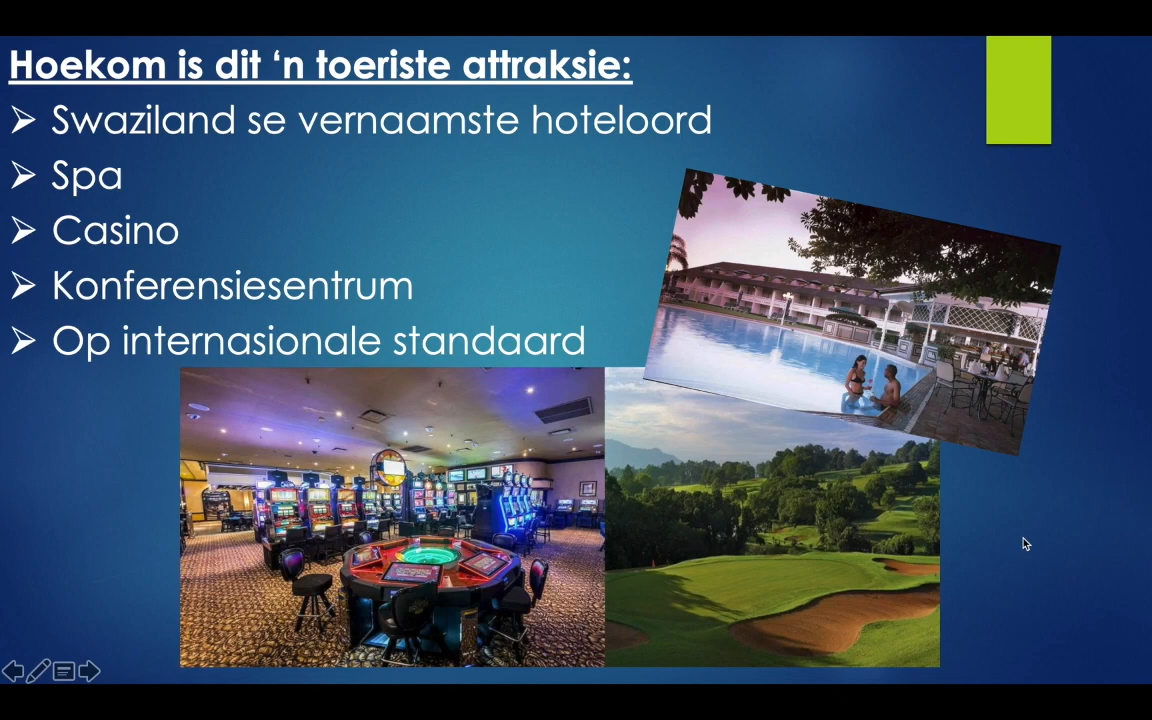 Hoekom is dit ‘n toeriste attraksie:
Swaziland se vernaamste hoteloord
Spa
Casino
Konferensiesentrum
Op internasionale standaard